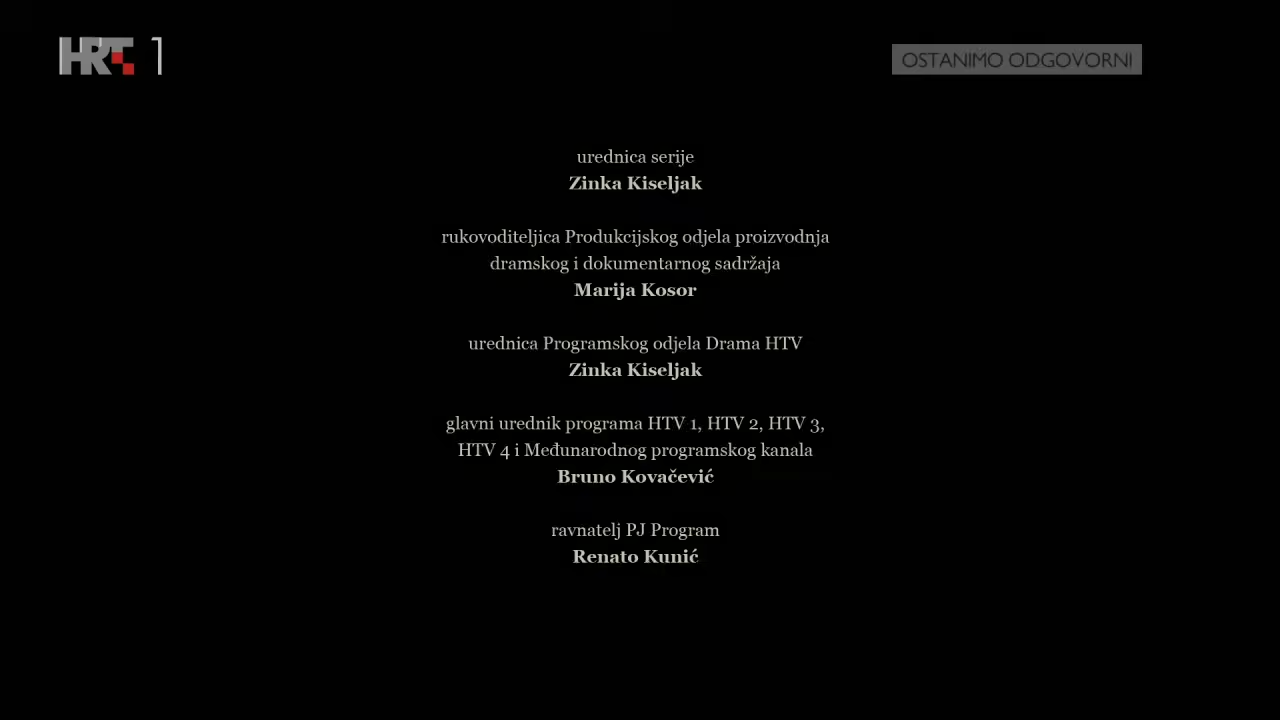 HRT 1
OSTANIMO ODGOVORNI
urednica serije
Zinka Kiseljak
rukovoditeljica Produkcijskog odjela proizvodnja
dramskog i dokumentarnog sadržaja
Marija Kosor
urednica Programskog odjela Drama HTV
Zinka Kiseljak
glavni urednik programa HTV 1, HTV 2, HTV 3,
HTV 4 i Međunarodnog programskog kanala
Bruno Kovačević
ravnatelj PJ Program
Renato Kunić